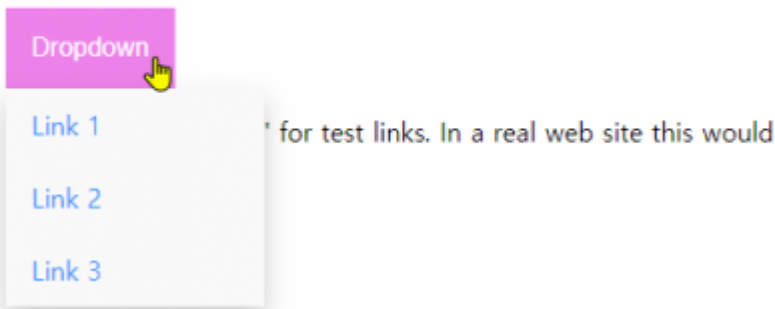 Dropdown
Link 1
" for test links. In a real web site this would
Link 2
Link 3